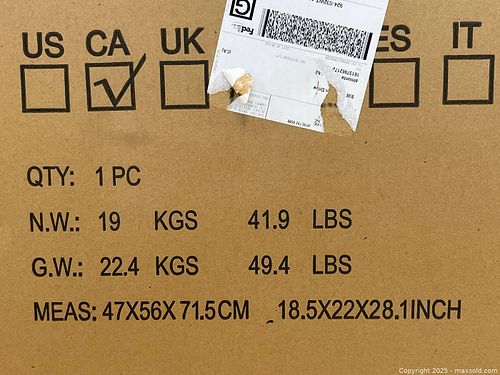 US CA UK ES IT
FedEx
QTY: 1 PC
N.W.: 19 KGS 41.9 LBS
G.W.: 22.4 KGS 49.4 LBS
MEAS: 47X56X71.5CM 18.5X22X28.1INCH
Copyright 2025 - maxsold.com